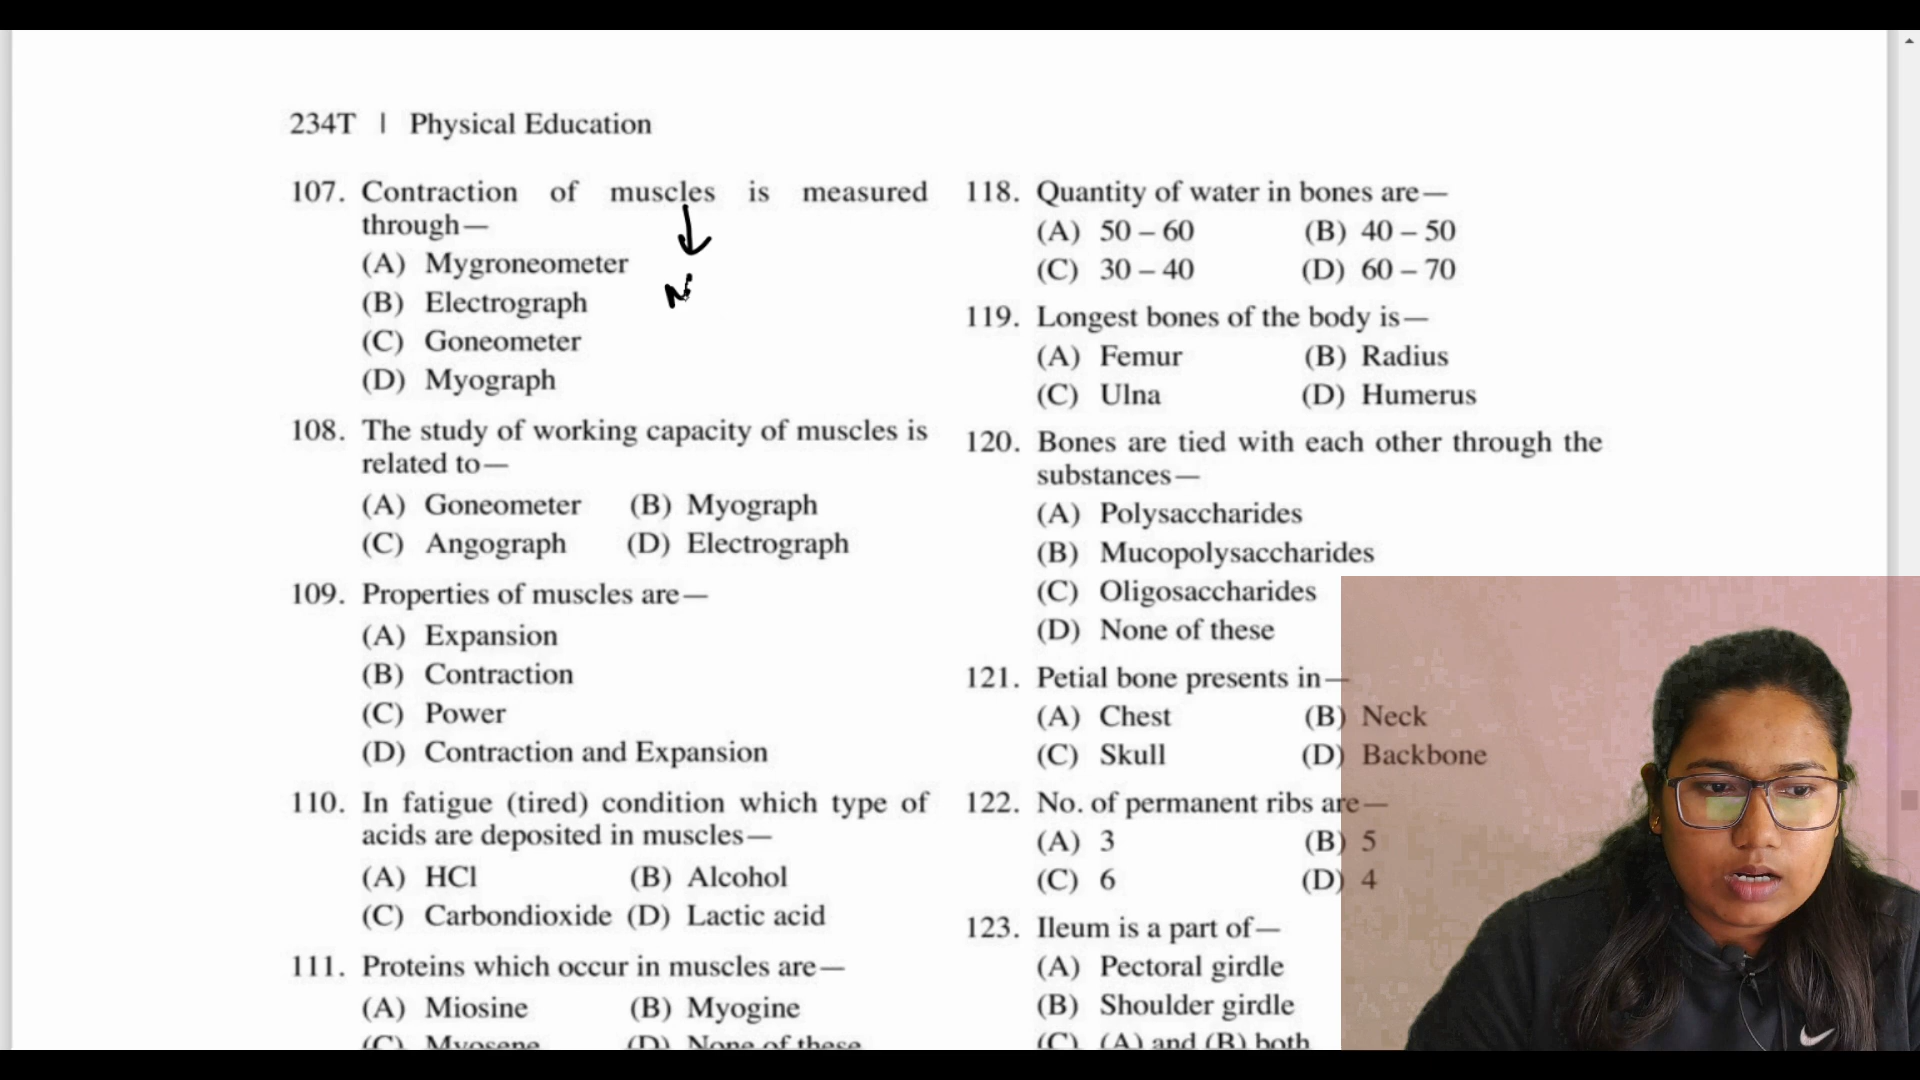 234T | Physical Education
107. Contraction of muscles is measured
through—
(A) Mygroneometer
(B) Electrograph
(C) Goneometer
(D) Myograph
108. The study of working capacity of muscles is
related to—
(A) Goneometer (B) Myograph
(C) Angograph (D) Electrograph
109. Properties of muscles are—
(A) Expansion
(B) Contraction
(C) Power
(D) Contraction and Expansion
110. In fatigue (tired) condition which type of
acids are deposited in muscles—
(A) HCl (B) Alcohol
(C) Carbondioxide (D) Lactic acid
111. Proteins which occur in muscles are—
(A) Miosine (B) Myogine
(C) Myosene (D) None of these
118. Quantity of water in bones are—
(A) 50 – 60 (B) 40 – 50
(C) 30 – 40 (D) 60 – 70
119. Longest bones of the body is—
(A) Femur (B) Radius
(C) Ulna (D) Humerus
120. Bones are tied with each other through the
substances—
(A) Polysaccharides
(B) Mucopolysaccharides
(C) Oligosaccharides
(D) None of these
121. Petial bone presents in—
(A) Chest (B) Neck
(C) Skull (D) Backbone
122. No. of permanent ribs are—
(A) 3 (B) 5
(C) 6 (D) 4
123. Ileum is a part of—
(A) Pectoral girdle
(B) Shoulder girdle
(C) (A) and (B) both